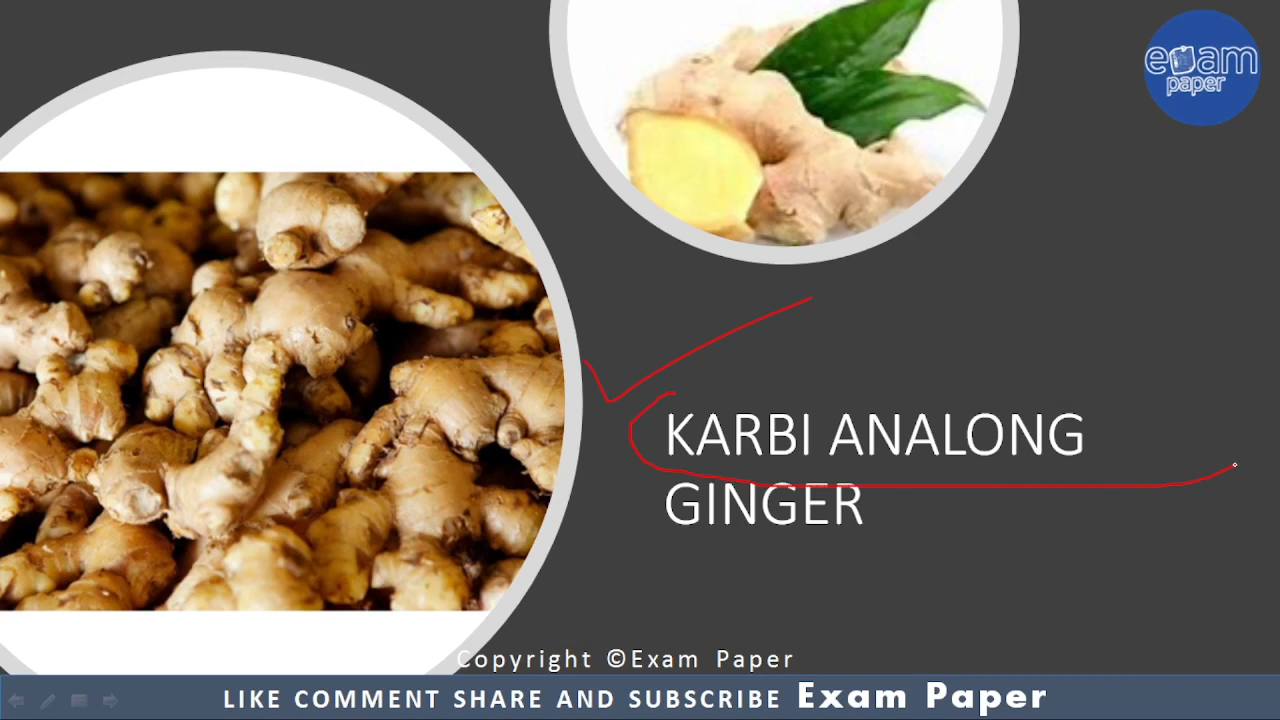 exam
paper
KARBI ANALONG
GINGER
Copyright ©Exam Paper
LIKE COMMENT SHARE AND SUBSCRIBE Exam Paper